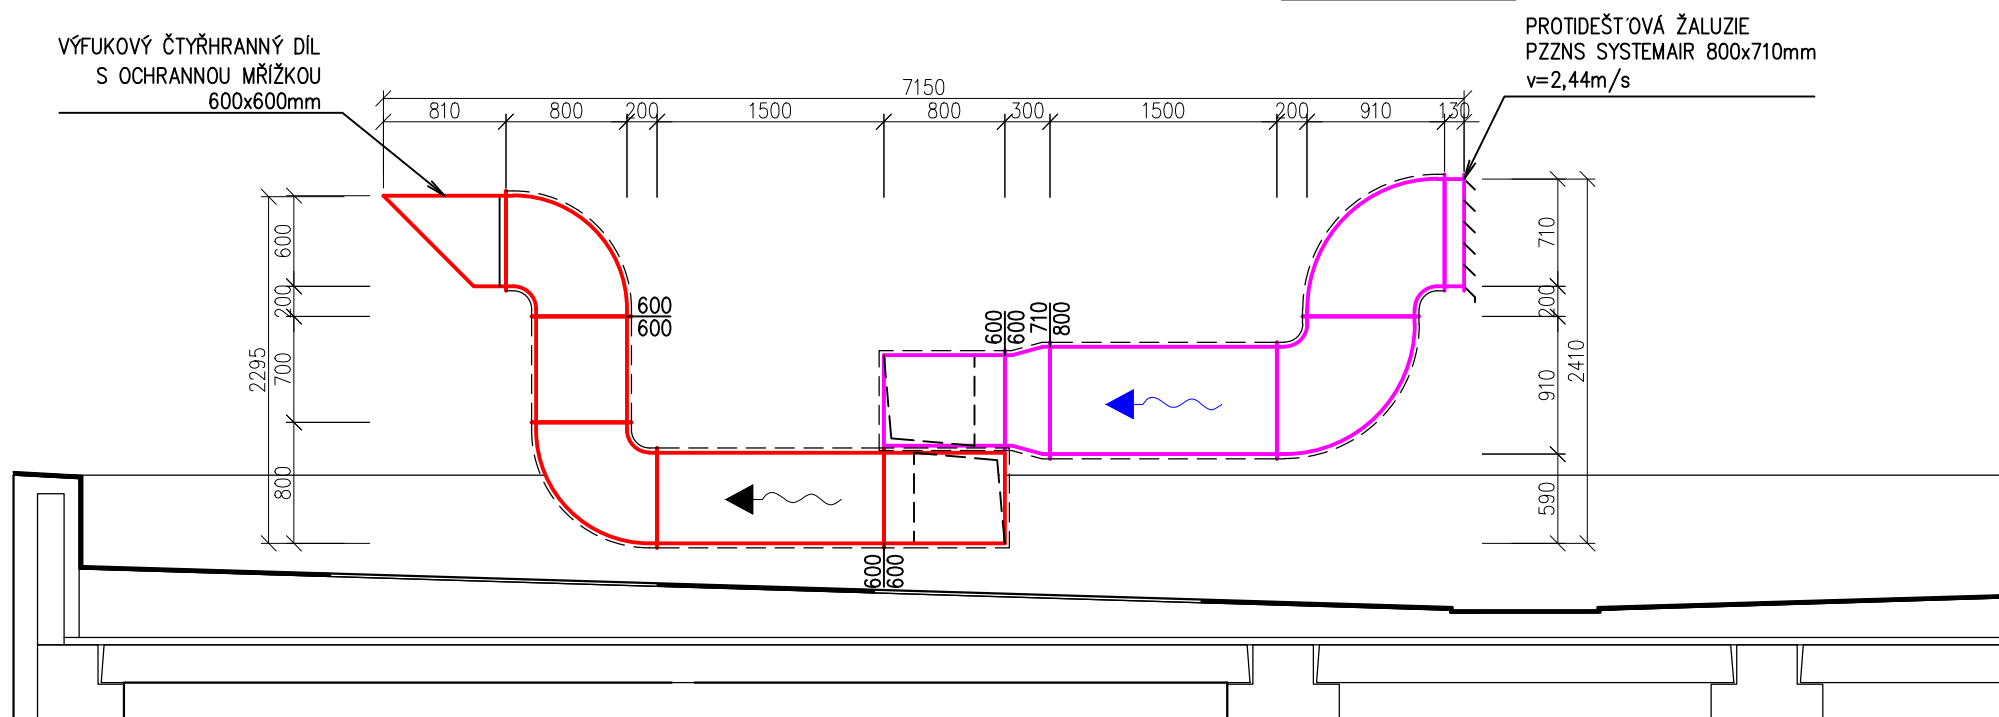 VÝFUKOVÝ ČTYŘHRANNÝ DÍL
S OCHRANNOU MŘÍŽKOU
600x600mm
PROTIDEŠŤOVÁ ŽALUZIE
PZZNS SYSTEMAIR 800x710mm
v=2,44m/s
7150
810 800 200 1500 800 300 1500 200 910 130
2295
600
200
700
800
600
600
600
600
710
800
600
600
710
200
910
590
2410